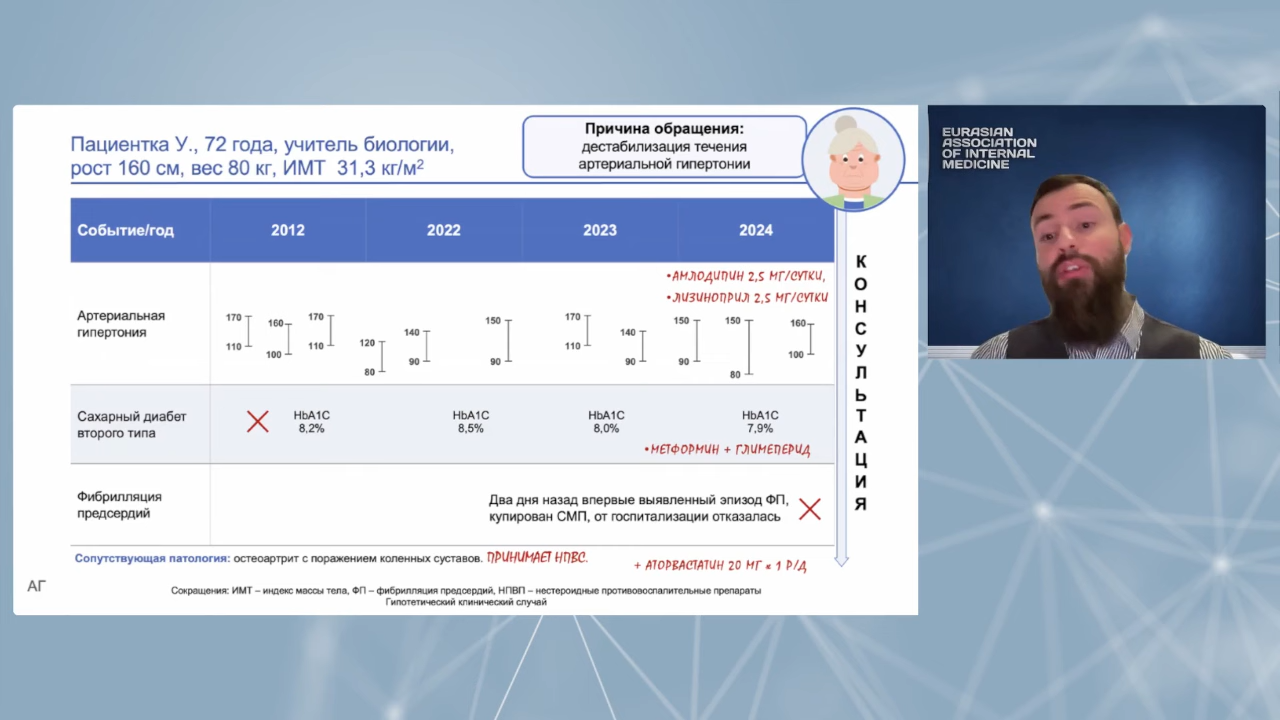 Пациентка У., 72 года, учитель биологии,
рост 160 см, вес 80 кг, ИМТ 31,3 кг/м²
Причина обращения:
дестабилизация течения
артериальной гипертонии
EURASIAN
ASSOCIATION
OF INTERNAL
MEDICINE
Событие/год 2012 2022 2023 2024
•АМЛОДИПИН 2,5 МГ/СУТКИ,
•ЛИЗИНОПРИЛ 2,5 МГ/СУТКИ
Артериальная
гипертония
170 110
160 100
170 110
120 80
140 90
150 90
170 110
140 90
150 90
150 80
160 100
Сахарный диабет
второго типа
HbA1C
8,2%
HbA1C
8,5%
HbA1C
8,0%
HbA1C
7,9%
•МЕТФОРМИН + ГЛИМЕПЕРИД
Фибрилляция
предсердий
Два дня назад впервые выявленный эпизод ФП,
купирован СМП, от госпитализации отказалась
Сопутствующая патология: остеоартрит с поражением коленных суставов. ПРИНИМАЕТ НПВС.
+ АТОРВАСТАТИН 20 МГ × 1 Р/Д
КОНСУЛЬТАЦИЯ
АГ
Сокращения: ИМТ – индекс массы тела, ФП – фибрилляция предсердий, НПВП – нестероидные противовоспалительные препараты
Гипотетический клинический случай